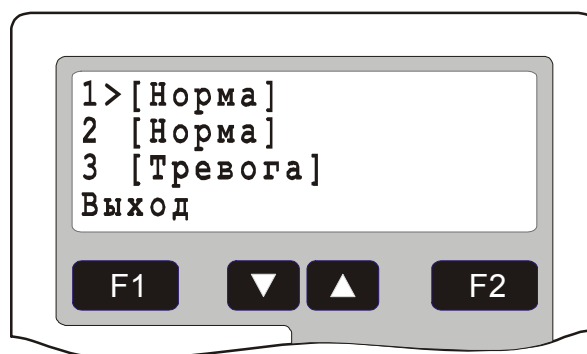 1>[Норма]
2 [Норма]
3 [Тревога]
Выход
F1 ▼ ▲ F2